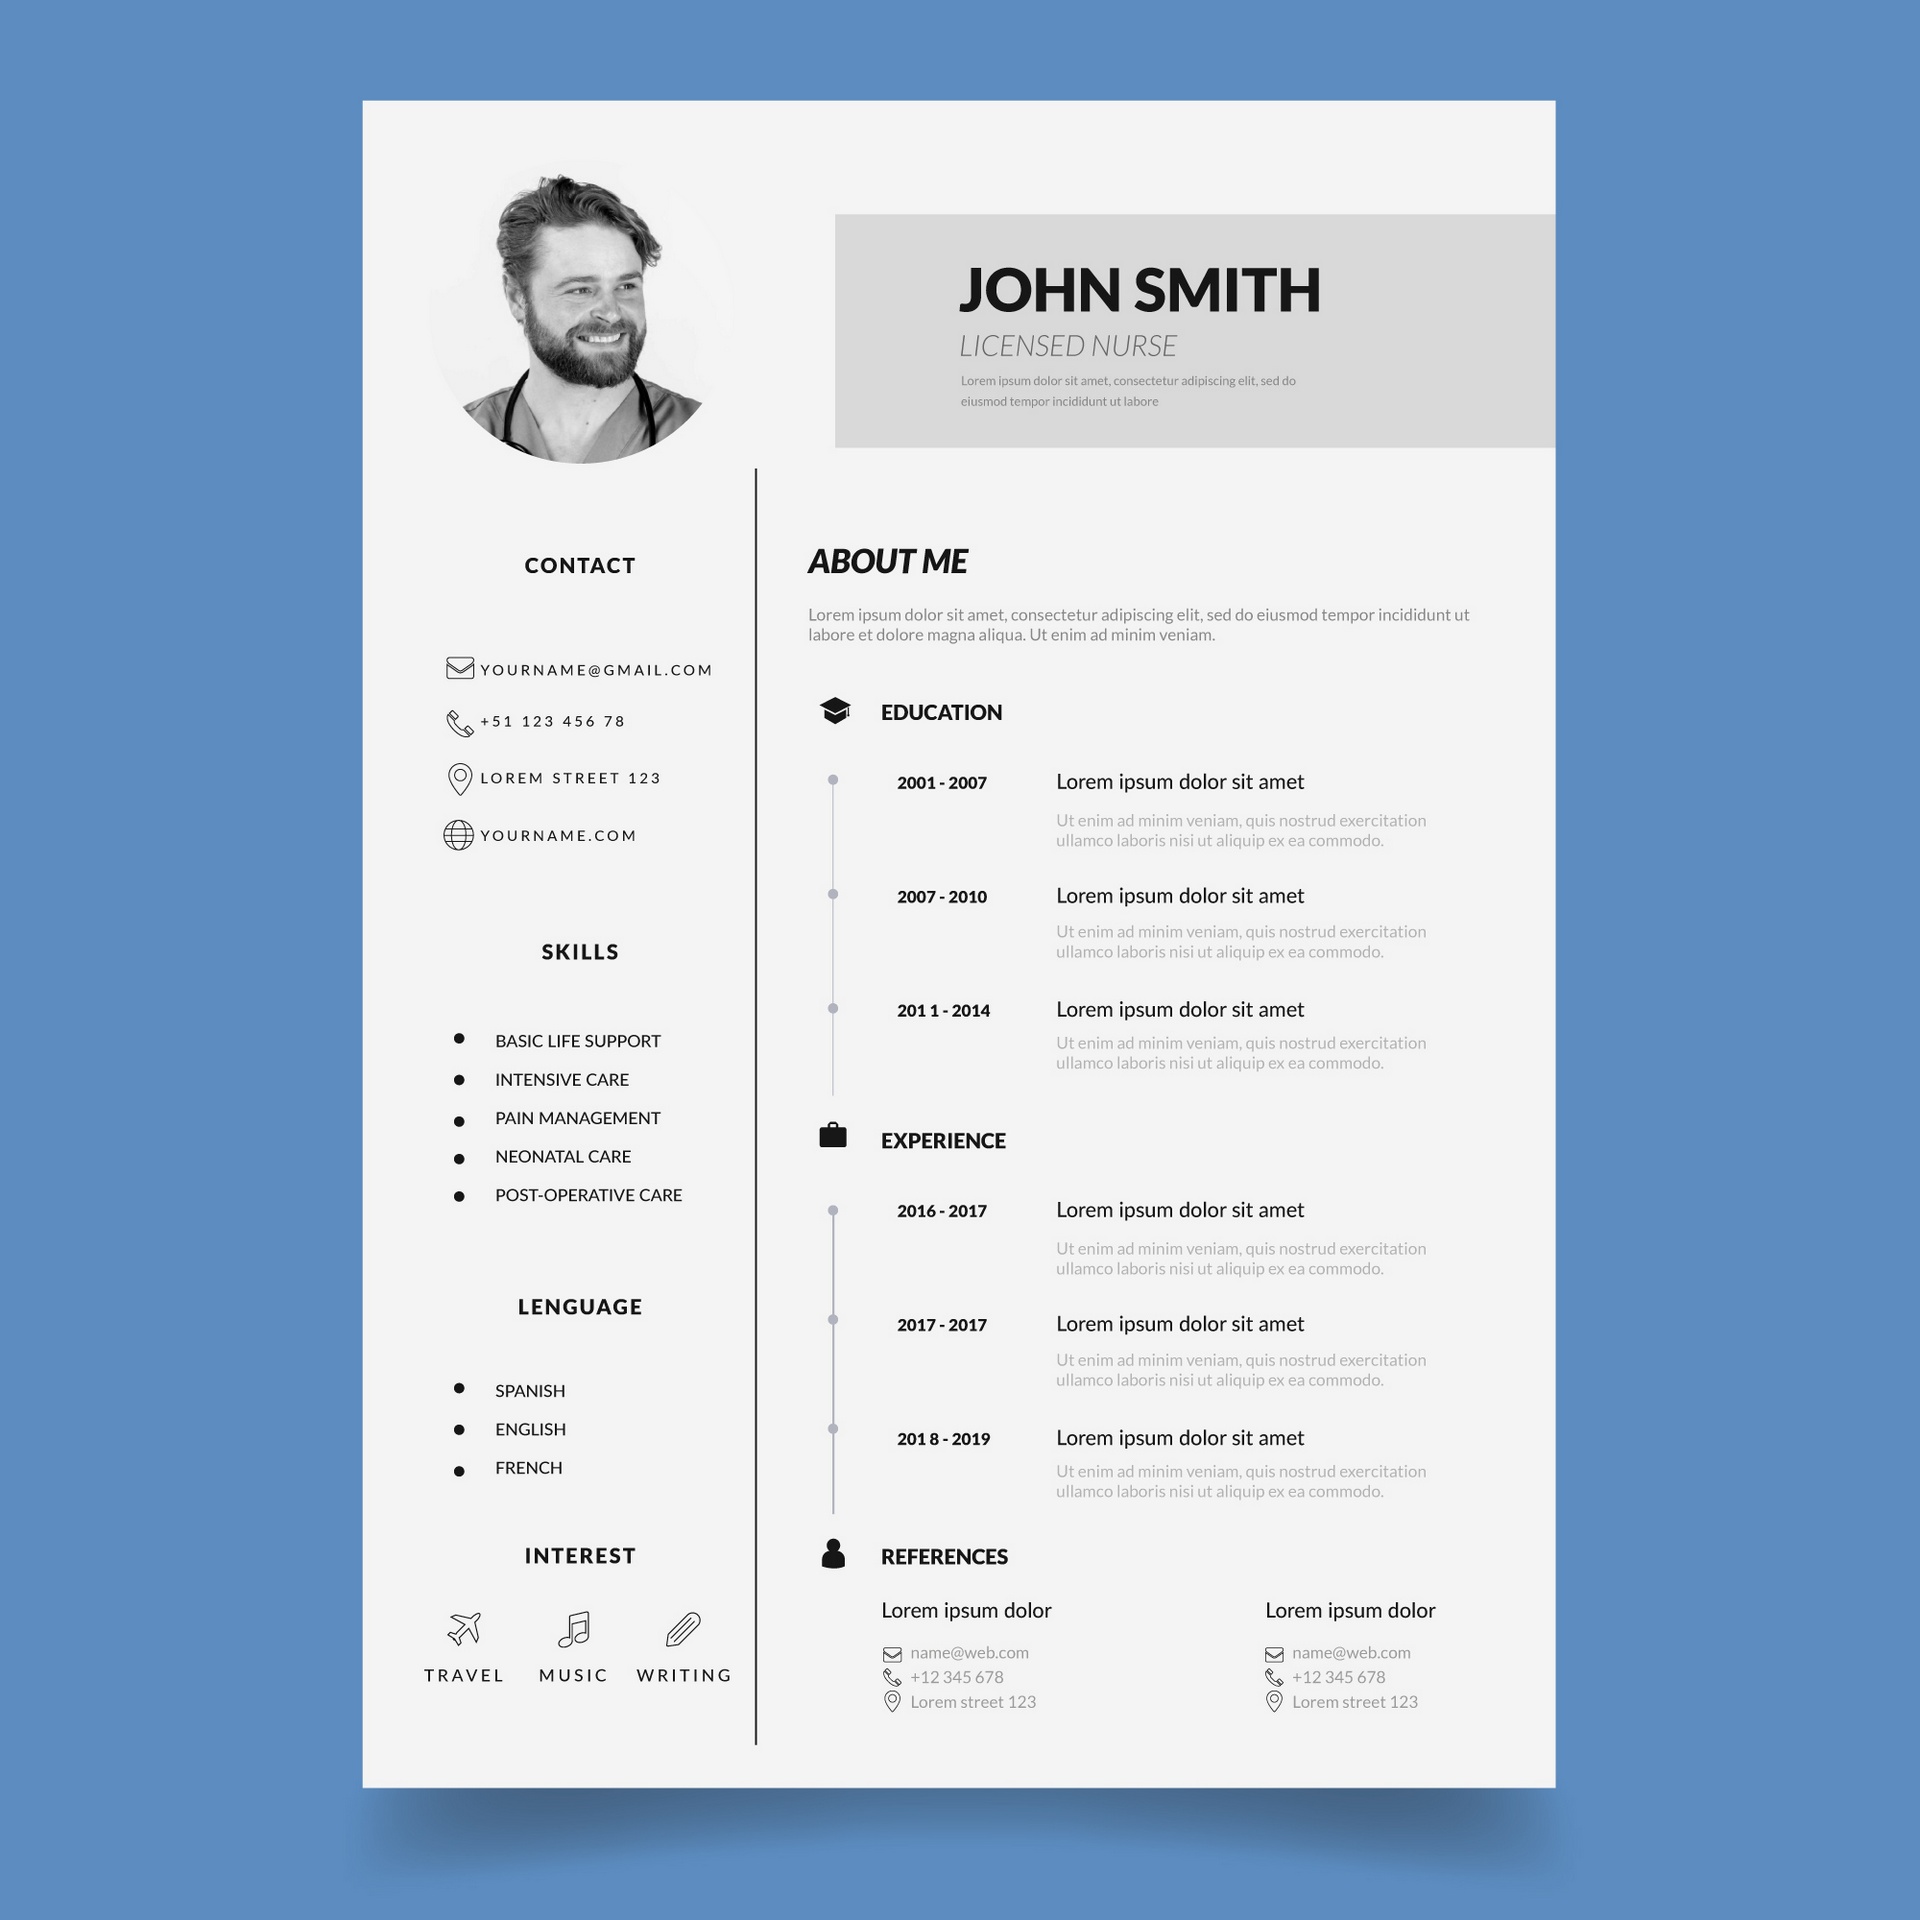 JOHN SMITH
LICENSED NURSE
Lorem ipsum dolor sit amet, consectetur adipiscing elit, sed do
eiusmod tempor incididunt ut labore
CONTACT
YOURNAME@GMAIL.COM
+51 123 456 78
LOREM STREET 123
YOURNAME.COM
SKILLS
BASIC LIFE SUPPORT
INTENSIVE CARE
PAIN MANAGEMENT
NEONATAL CARE
POST-OPERATIVE CARE
LENGUAGE
SPANISH
ENGLISH
FRENCH
INTEREST
TRAVEL MUSIC WRITING
ABOUT ME
Lorem ipsum dolor sit amet, consectetur adipiscing elit, sed do eiusmod tempor incididunt ut
labore et dolore magna aliqua. Ut enim ad minim veniam.
EDUCATION
2001 - 2007 Lorem ipsum dolor sit amet
Ut enim ad minim veniam, quis nostrud exercitation
ullamco laboris nisi ut aliquip ex ea commodo.
2007 - 2010 Lorem ipsum dolor sit amet
Ut enim ad minim veniam, quis nostrud exercitation
ullamco laboris nisi ut aliquip ex ea commodo.
201 1 - 2014 Lorem ipsum dolor sit amet
Ut enim ad minim veniam, quis nostrud exercitation
ullamco laboris nisi ut aliquip ex ea commodo.
EXPERIENCE
2016 - 2017 Lorem ipsum dolor sit amet
Ut enim ad minim veniam, quis nostrud exercitation
ullamco laboris nisi ut aliquip ex ea commodo.
2017 - 2017 Lorem ipsum dolor sit amet
Ut enim ad minim veniam, quis nostrud exercitation
ullamco laboris nisi ut aliquip ex ea commodo.
201 8 - 2019 Lorem ipsum dolor sit amet
Ut enim ad minim veniam, quis nostrud exercitation
ullamco laboris nisi ut aliquip ex ea commodo.
REFERENCES
Lorem ipsum dolor
name@web.com
+12 345 678
Lorem street 123
Lorem ipsum dolor
name@web.com
+12 345 678
Lorem street 123